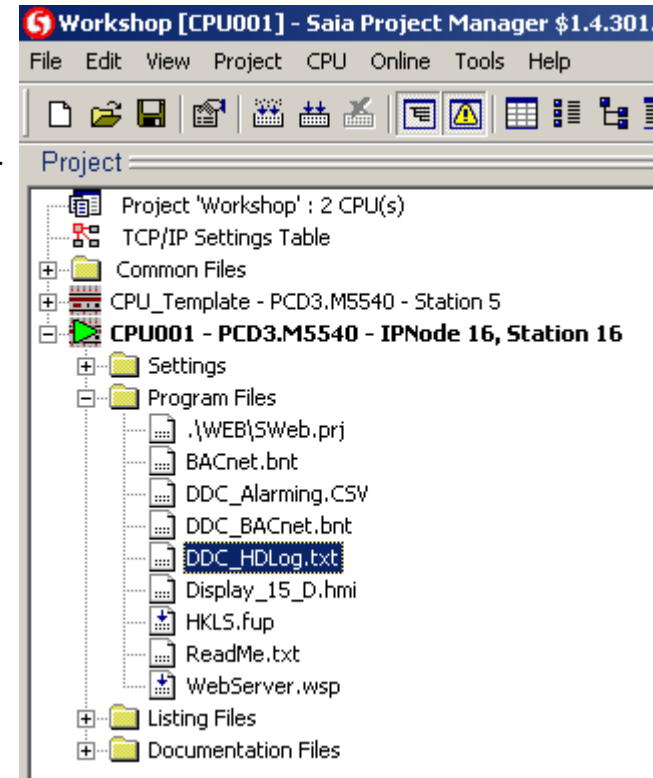 Workshop [CPU001] - Saia Project Manager $1.4.301.
File Edit View Project CPU Online Tools Help
Project
Project 'Workshop' : 2 CPU(s)
TCP/IP Settings Table
Common Files
CPU_Template - PCD3.M5540 - Station 5
CPU001 - PCD3.M5540 - IPNode 16, Station 16
Settings
Program Files
.\WEB\SWeb.prj
BACnet.bnt
DDC_Alarming.CSV
DDC_BACnet.bnt
DDC_HDLog.txt
Display_15_D.hmi
HKLS.fup
ReadMe.txt
WebServer.wsp
Listing Files
Documentation Files